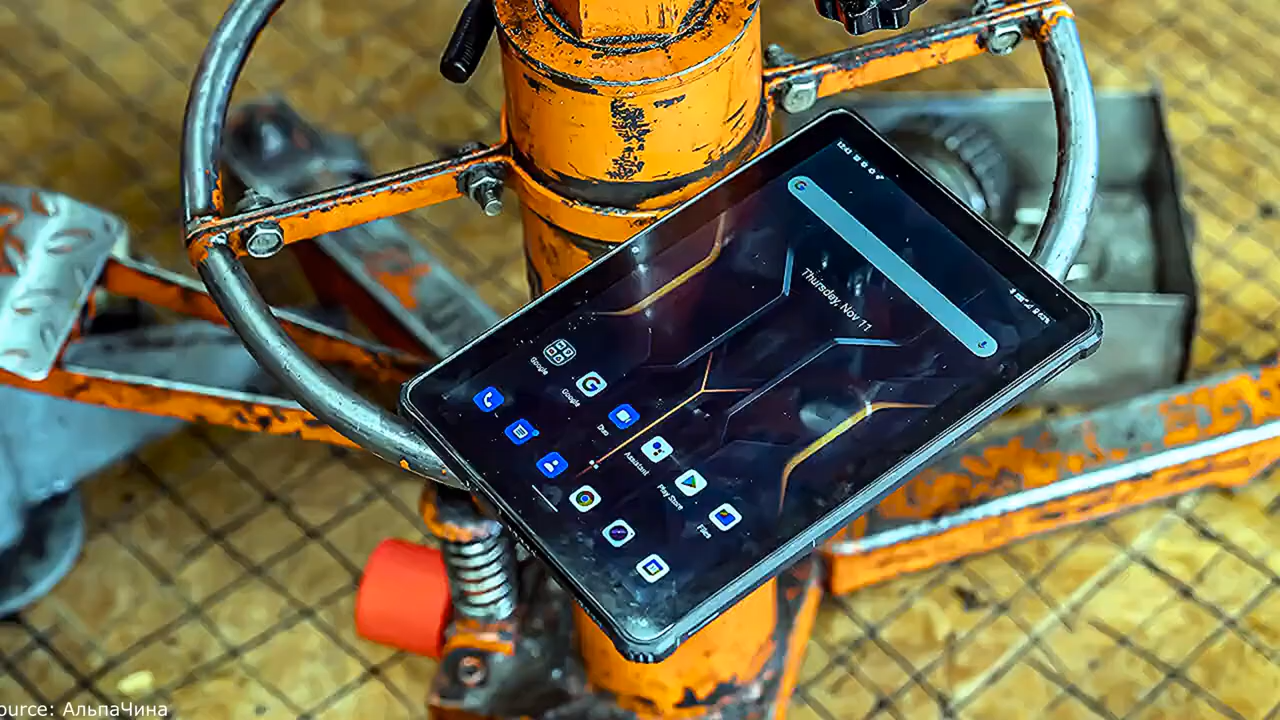 Thursday, Nov 11
Google
Google
Duo
Assistant
Play Store
Files
ource: АльпаЧина